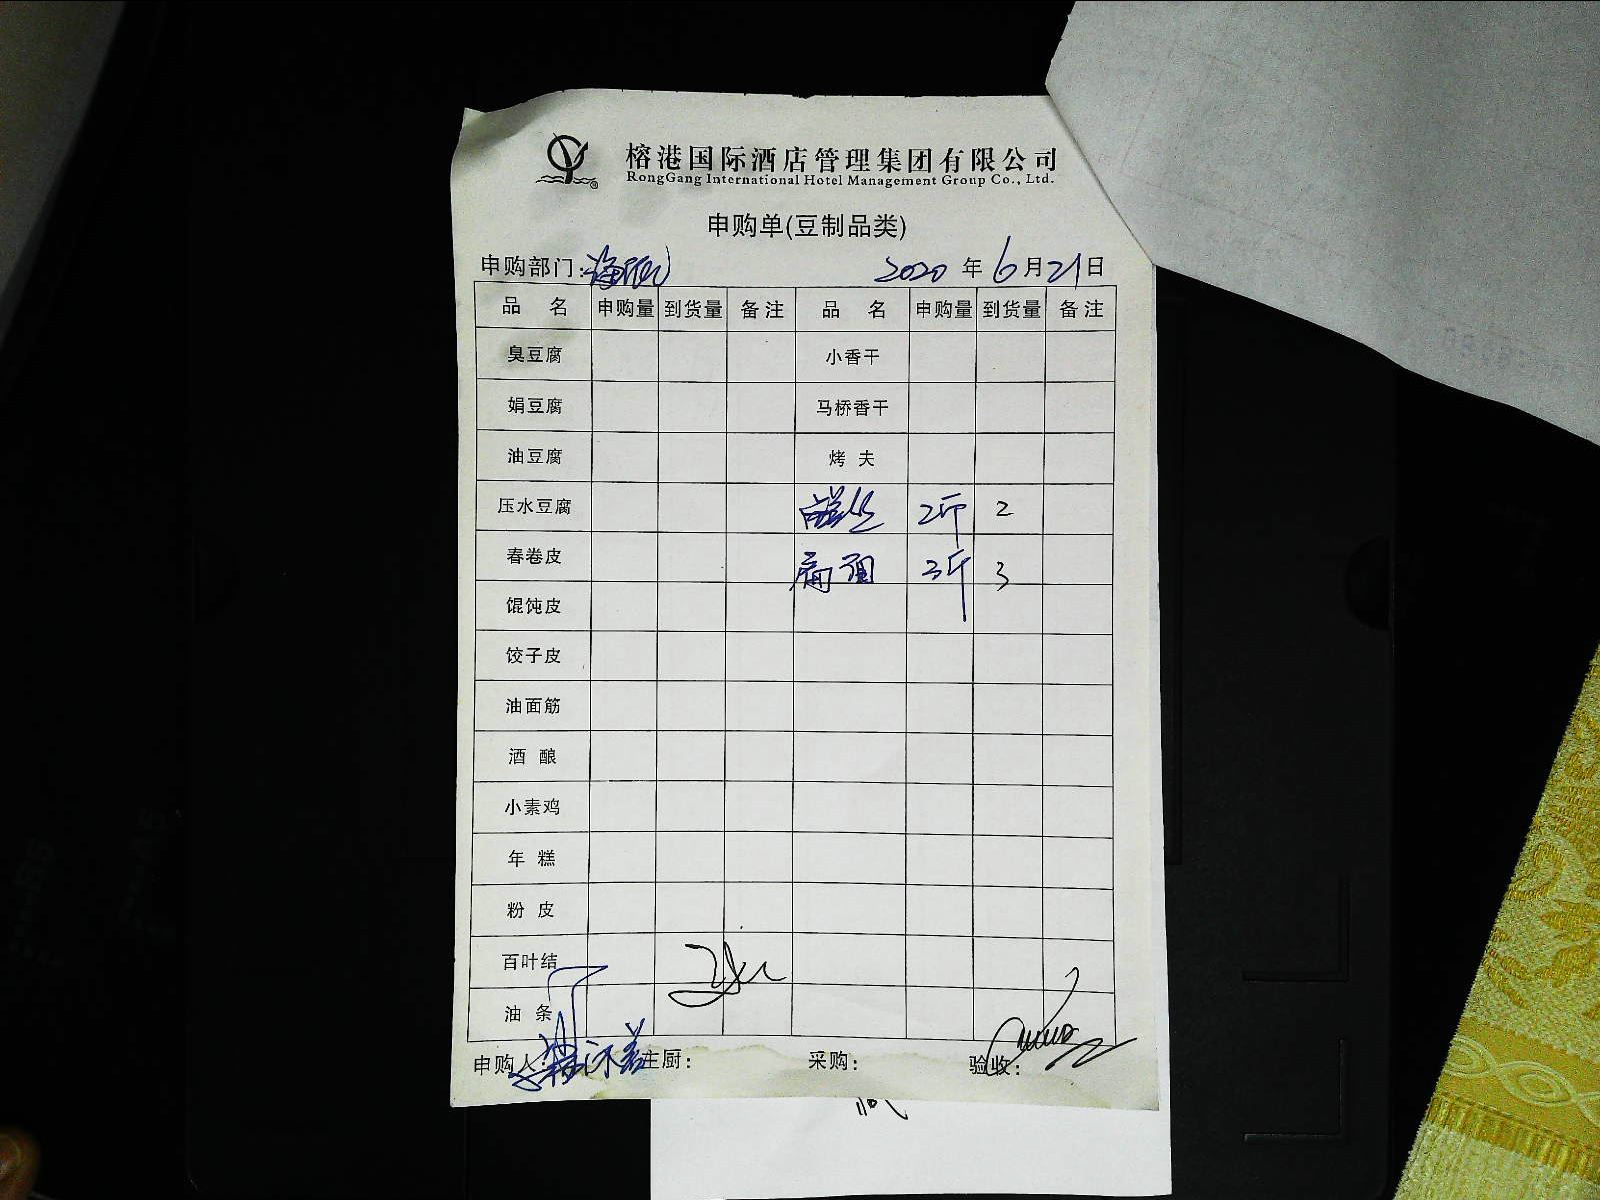 榕港国际酒店管理集团有限公司
RongGang International Hotel Management Group Co., Ltd.
申购单(豆制品类)
申购部门: 2020 年 6 月 21 日
品 名 申购量 到货量 备注 品 名 申购量 到货量 备注
臭豆腐 小香干
娟豆腐 马桥香干
油豆腐 烤夫
压水豆腐 2斤 2
春卷皮 3斤 3
馄饨皮
饺子皮
油面筋
酒酿
小素鸡
年糕
粉皮
百叶结
油条
申购人: 主厨: 采购: 验收: